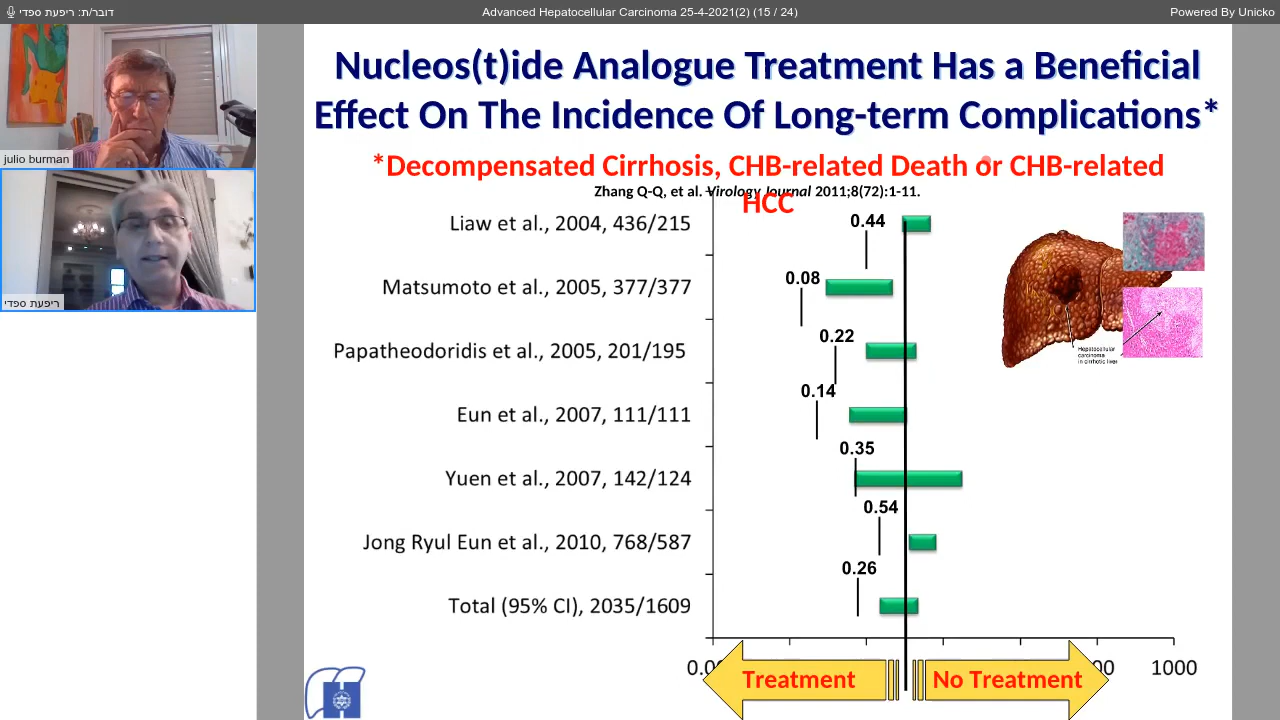 דובר/ת: ריפעת ספדי
Advanced Hepatocellular Carcinoma 25-4-2021(2) (15 / 24)
Powered By Unicko
julio burman
ריפעת ספדי
Nucleos(t)ide Analogue Treatment Has a Beneficial
Effect On The Incidence Of Long-term Complications*
*Decompensated Cirrhosis, CHB-related Death or CHB-related
HCC
Zhang Q-Q, et al. Virology Journal 2011;8(72):1-11.
Liaw et al., 2004, 436/215
0.44
Matsumoto et al., 2005, 377/377
0.08
Papatheodoridis et al., 2005, 201/195
0.22
Eun et al., 2007, 111/111
0.14
Yuen et al., 2007, 142/124
0.35
Jong Ryul Eun et al., 2010, 768/587
0.54
Total (95% CI), 2035/1609
0.26
Hepatocellular
carcinoma
in cirrhotic liver
1000
Treatment
No Treatment